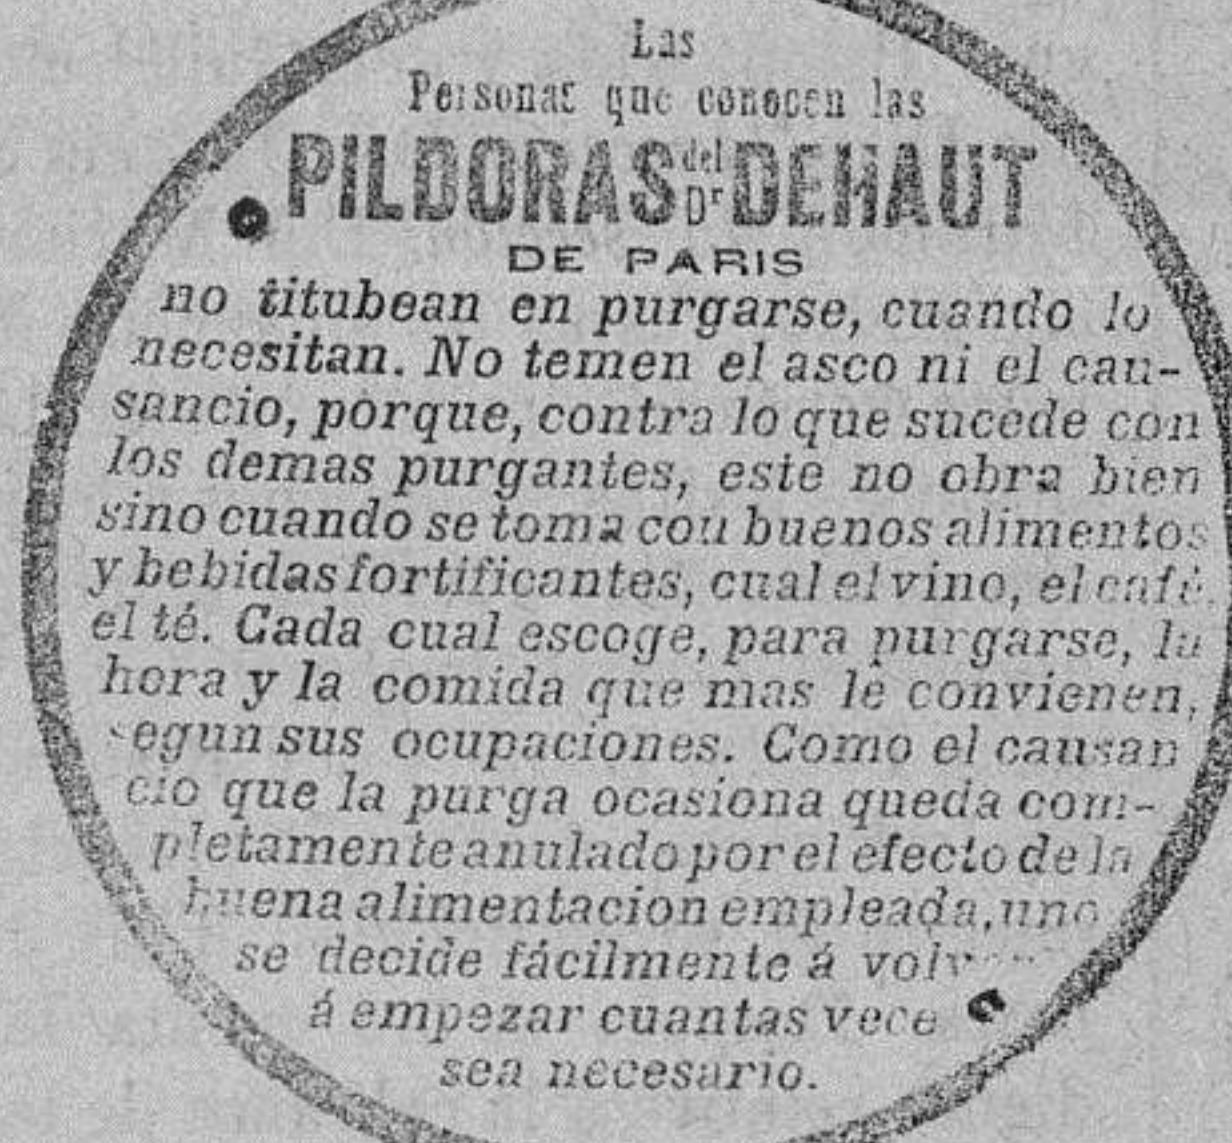 Las
Personas que conocen las
PILDORAS del Dr DEHAUT
DE PARIS
no titubean en purgarse, cuando lo
necesitan. No temen el asco ni el cau-
sancio, porque, contra lo que sucede con
los demas purgantes, este no obra bien
sino cuando se toma con buenos alimentos
y bebidas fortificantes, cual el vino, el café,
el té. Cada cual escoge, para purgarse, la
hora y la comida que mas le convienen,
segun sus ocupaciones. Como el causan
cio que la purga ocasiona queda com-
pletamente anulado por el efecto de la
buena alimentacion empleada, uno
se decide fácilmente á
á empezar cuantas vece
sea necesario.